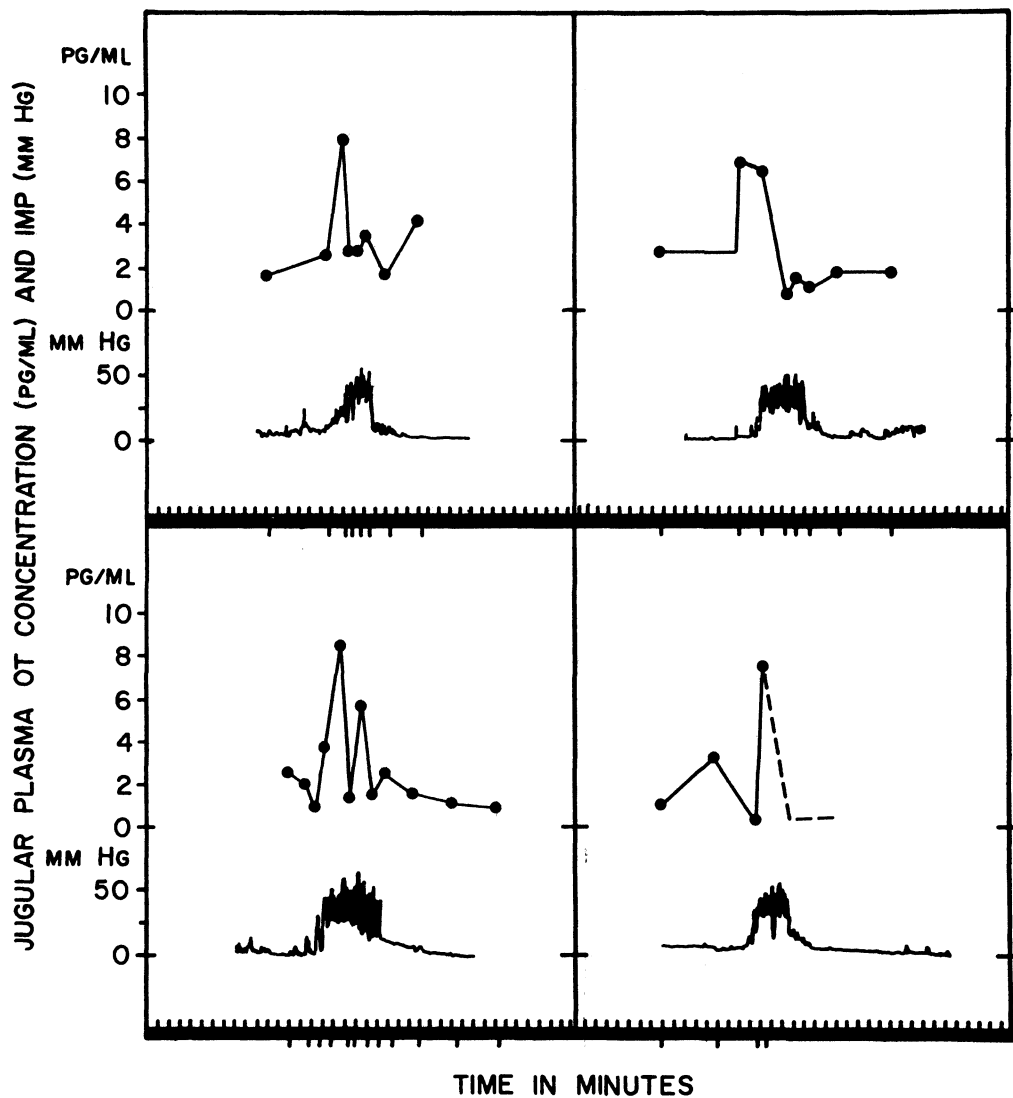 JUGULAR PLASMA OT CONCENTRATION (PG/ML) AND IMP (MM HG)
PG/ML
10
8
6
4
2
0
MM HG
50
0
PG/ML
10
8
6
4
2
0
MM HG
50
0
TIME IN MINUTES